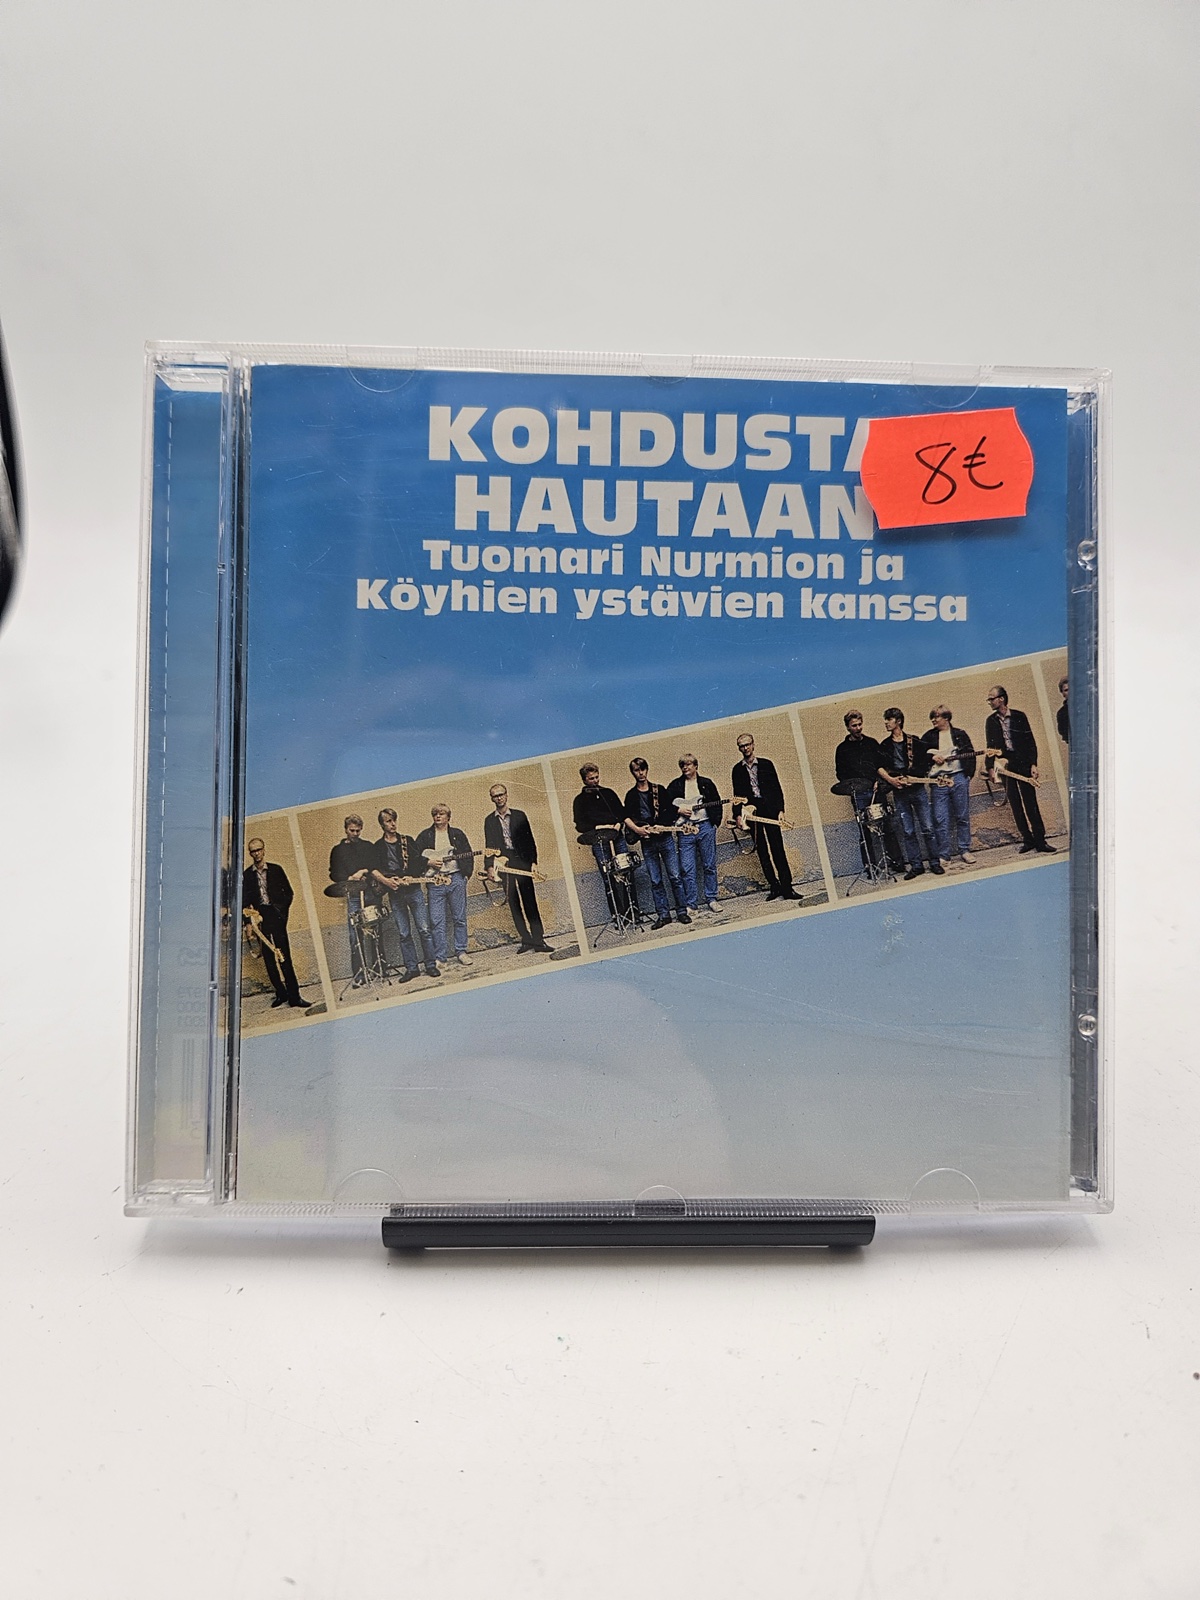 KOHDUSTA
HAUTAAN
Tuomari Nurmion ja
Köyhien ystävien kanssa
8€